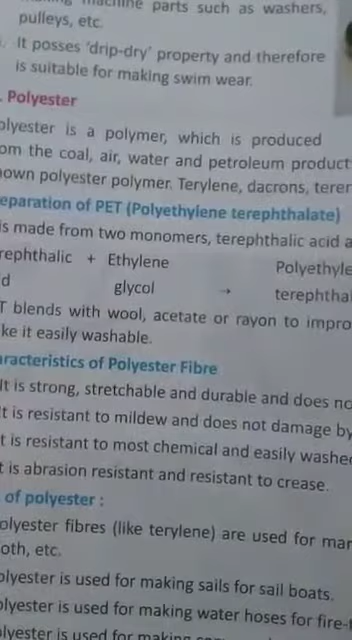 machine parts such as washers,
pulleys, etc.
It posses 'drip-dry' property and therefore
is suitable for making swim wear.
. Polyester
olyester is a polymer, which is produced
om the coal, air, water and petroleum product
nown polyester polymer. Terylene, dacrons, terer
eparation of PET (Polyethylene terephthalate)
is made from two monomers, terephthalic acid a
rephthalic + Ethylene Polyethyle
d glycol → terephthal
T blends with wool, acetate or rayon to impro
ke it easily washable.
aracteristics of Polyester Fibre
It is strong, stretchable and durable and does no
t is resistant to mildew and does not damage by
t is resistant to most chemical and easily washe
t is abrasion resistant and resistant to crease.
of polyester :
olyester fibres (like terylene) are used for mar
oth, etc.
olyester is used for making sails for sail boats.
olyester is used for making water hoses for fire-f
olyester is used for making